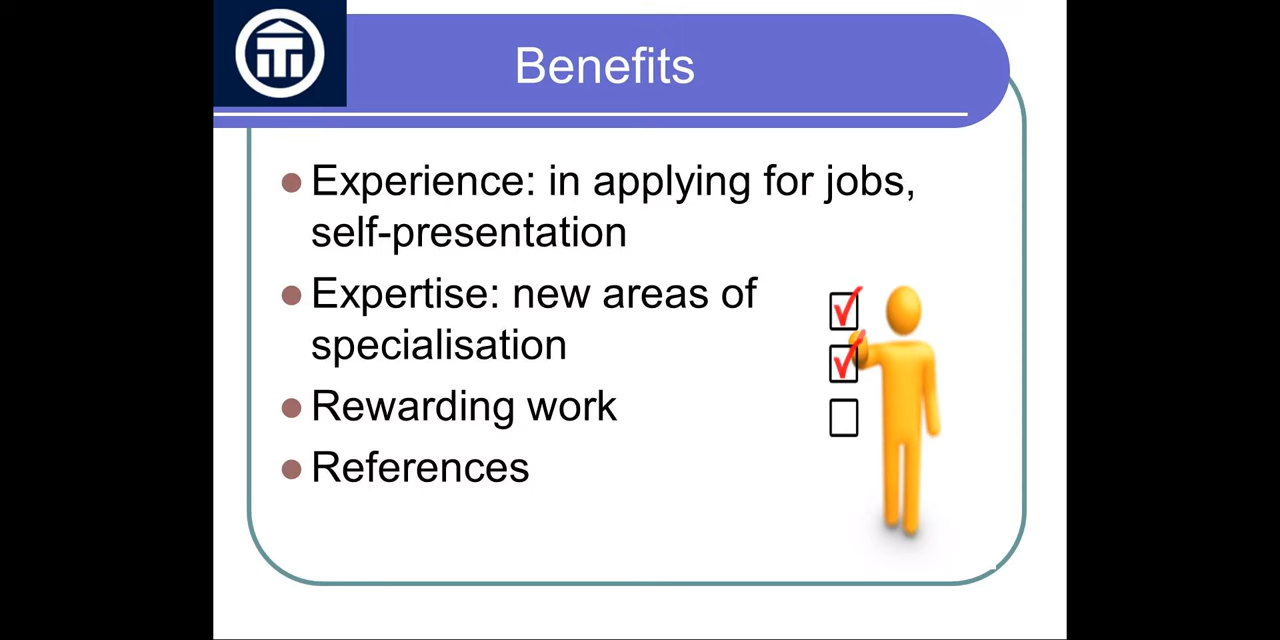 Benefits
Experience: in applying for jobs,
self-presentation
Expertise: new areas of
specialisation
Rewarding work
References